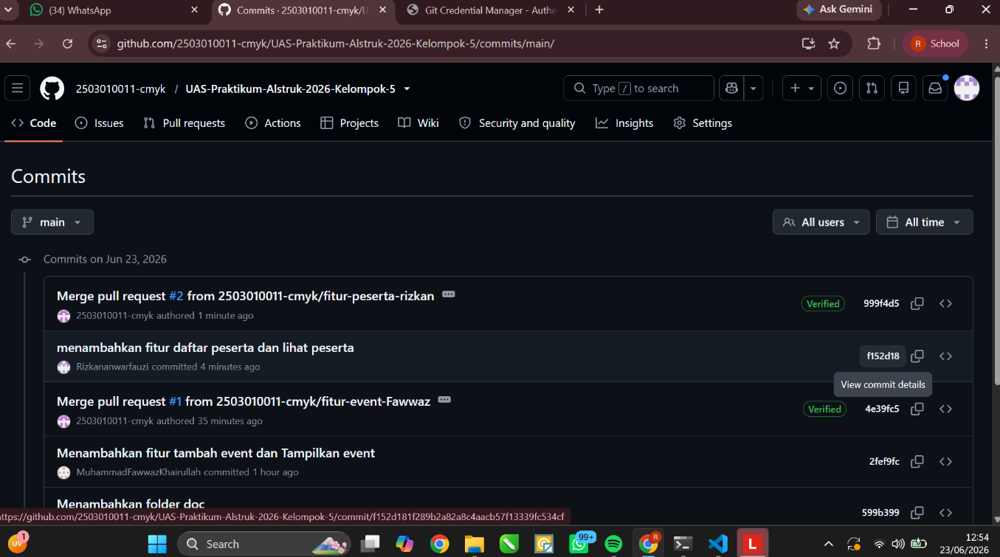 (34) WhatsApp
Commits · 2503010011-cmyk/U
Git Credential Manager - Authe
Ask Gemini
github.com/2503010011-cmyk/UAS-Praktikum-Alstruk-2026-Kelompok-5/commits/main/
R School
2503010011-cmyk / UAS-Praktikum-Alstruk-2026-Kelompok-5
Type / to search
Code Issues Pull requests Actions Projects Wiki Security and quality Insights Settings
Commits
main
All users
All time
Commits on Jun 23, 2026
Merge pull request #2 from 2503010011-cmyk/fitur-peserta-rizkan
2503010011-cmyk authored 1 minute ago
Verified 999f4d5
menambahkan fitur daftar peserta dan lihat peserta
Rizkananwarfauzi committed 4 minutes ago
f152d18
View commit details
Merge pull request #1 from 2503010011-cmyk/fitur-event-Fawwaz
2503010011-cmyk authored 35 minutes ago
Verified 4e39fc5
Menambahkan fitur tambah event dan Tampilkan event
MuhammadFawwazKhairullah committed 1 hour ago
2fef9fc
Menambahkan folder doc
599b399
ttps://github.com/2503010011-cmyk/UAS-Praktikum-Alstruk-2026-Kelompok-5/commit/f152d181f289b2a82a8c4aacb57f13339fc534cf
UV 1
Search
99+
R
L
12:54
23/06/2026